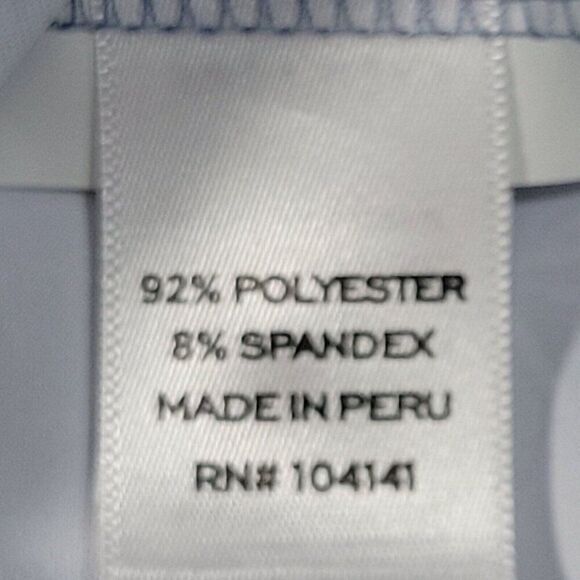 92% POLYESTER
8% SPANDEX
MADE IN PERU
RN# 104141